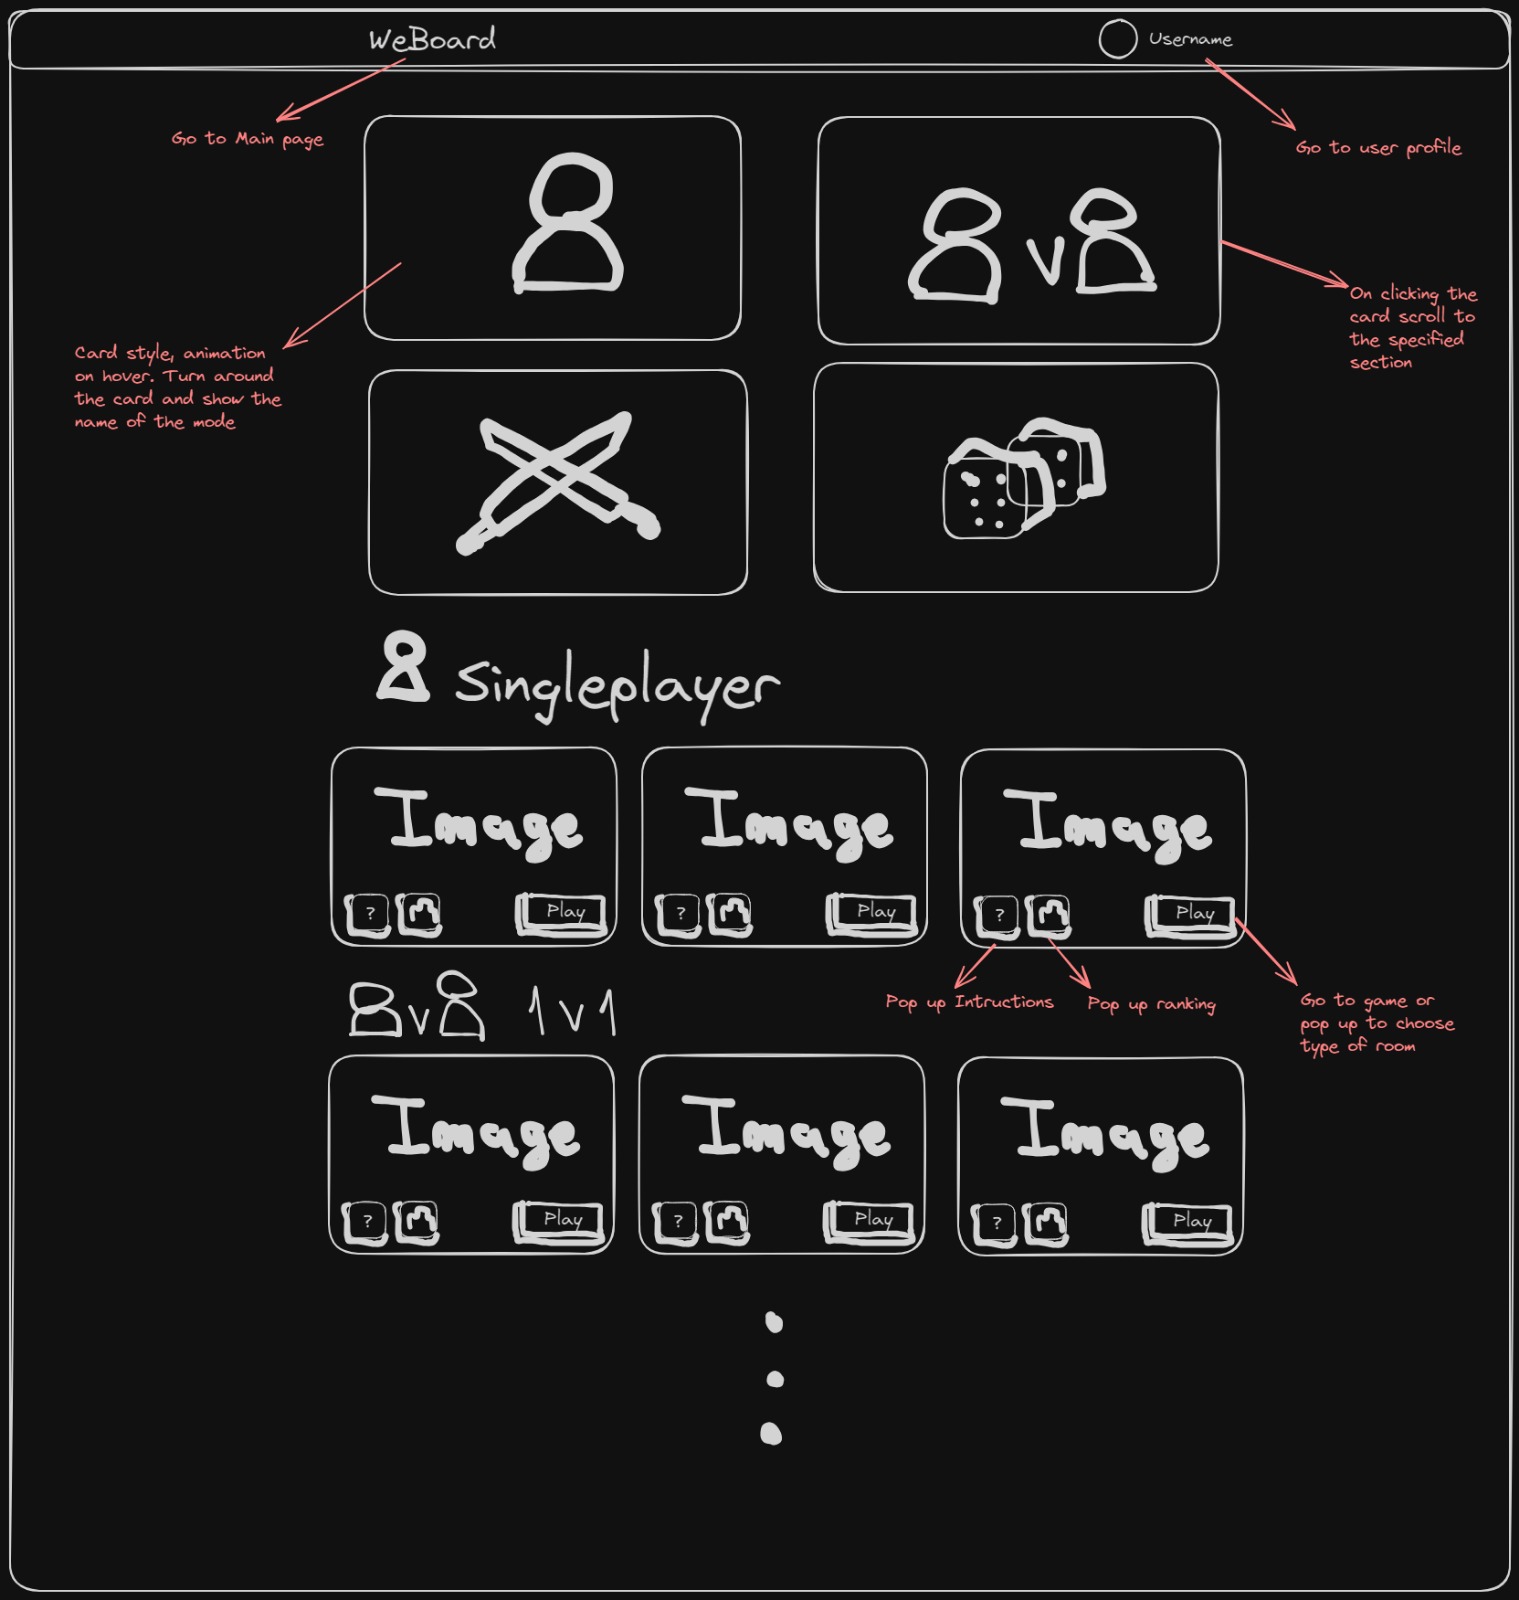 WeBoard
Username
Go to Main page
Go to user profile
V
On clicking the
card scroll to
the specified
section
Card style, animation
on hover. Turn around
the card and show the
name of the mode
Singleplayer
Image
Image
Image
? Play
? Play
? Play
Pop up Intructions
Pop up ranking
Go to game or
pop up to choose
type of room
v 1v1
Image
Image
Image
? Play
? Play
? Play